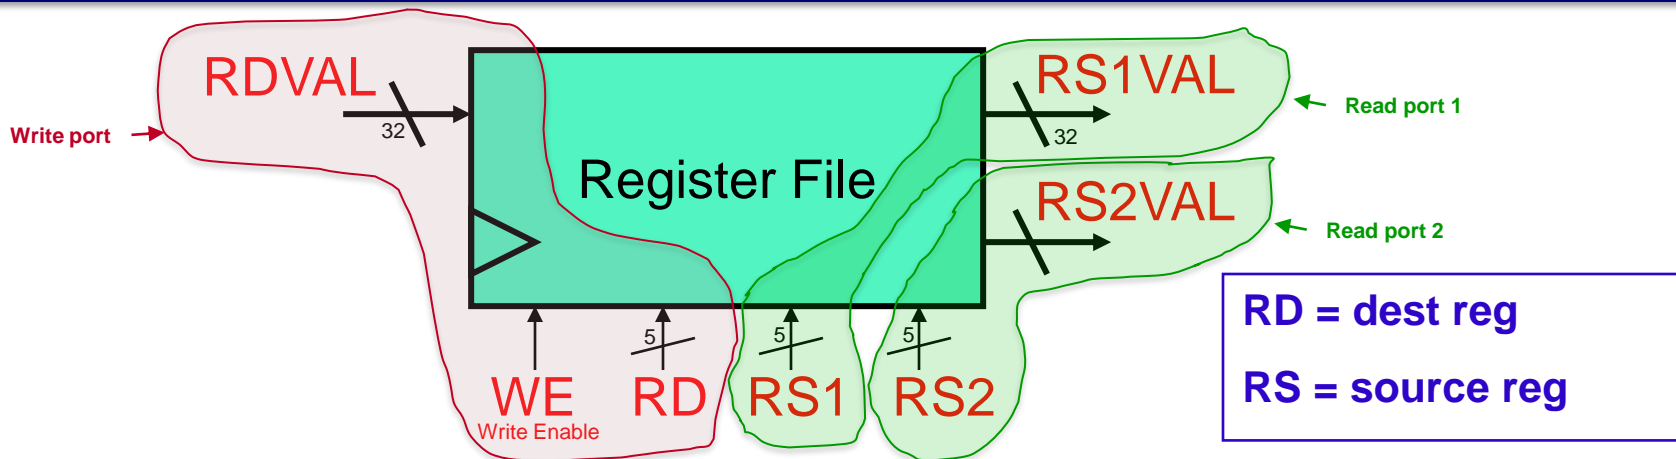 RDVAL
32
Write port
Register File
RS1VAL
32
Read port 1
RS2VAL
Read port 2
5
5
5
WE
Write Enable
RD
RS1
RS2
RD = dest reg
RS = source reg